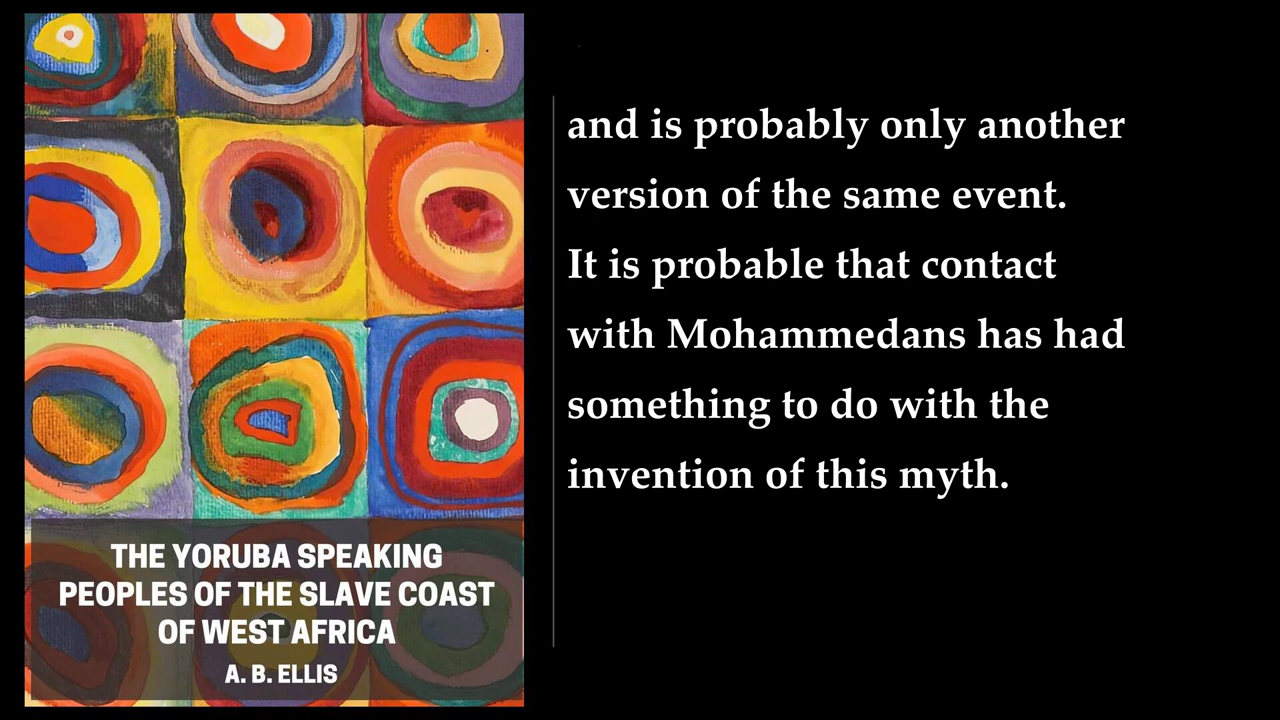 THE YORUBA SPEAKING
PEOPLES OF THE SLAVE COAST
OF WEST AFRICA
A. B. ELLIS
and is probably only another
version of the same event.
It is probable that contact
with Mohammedans has had
something to do with the
invention of this myth.